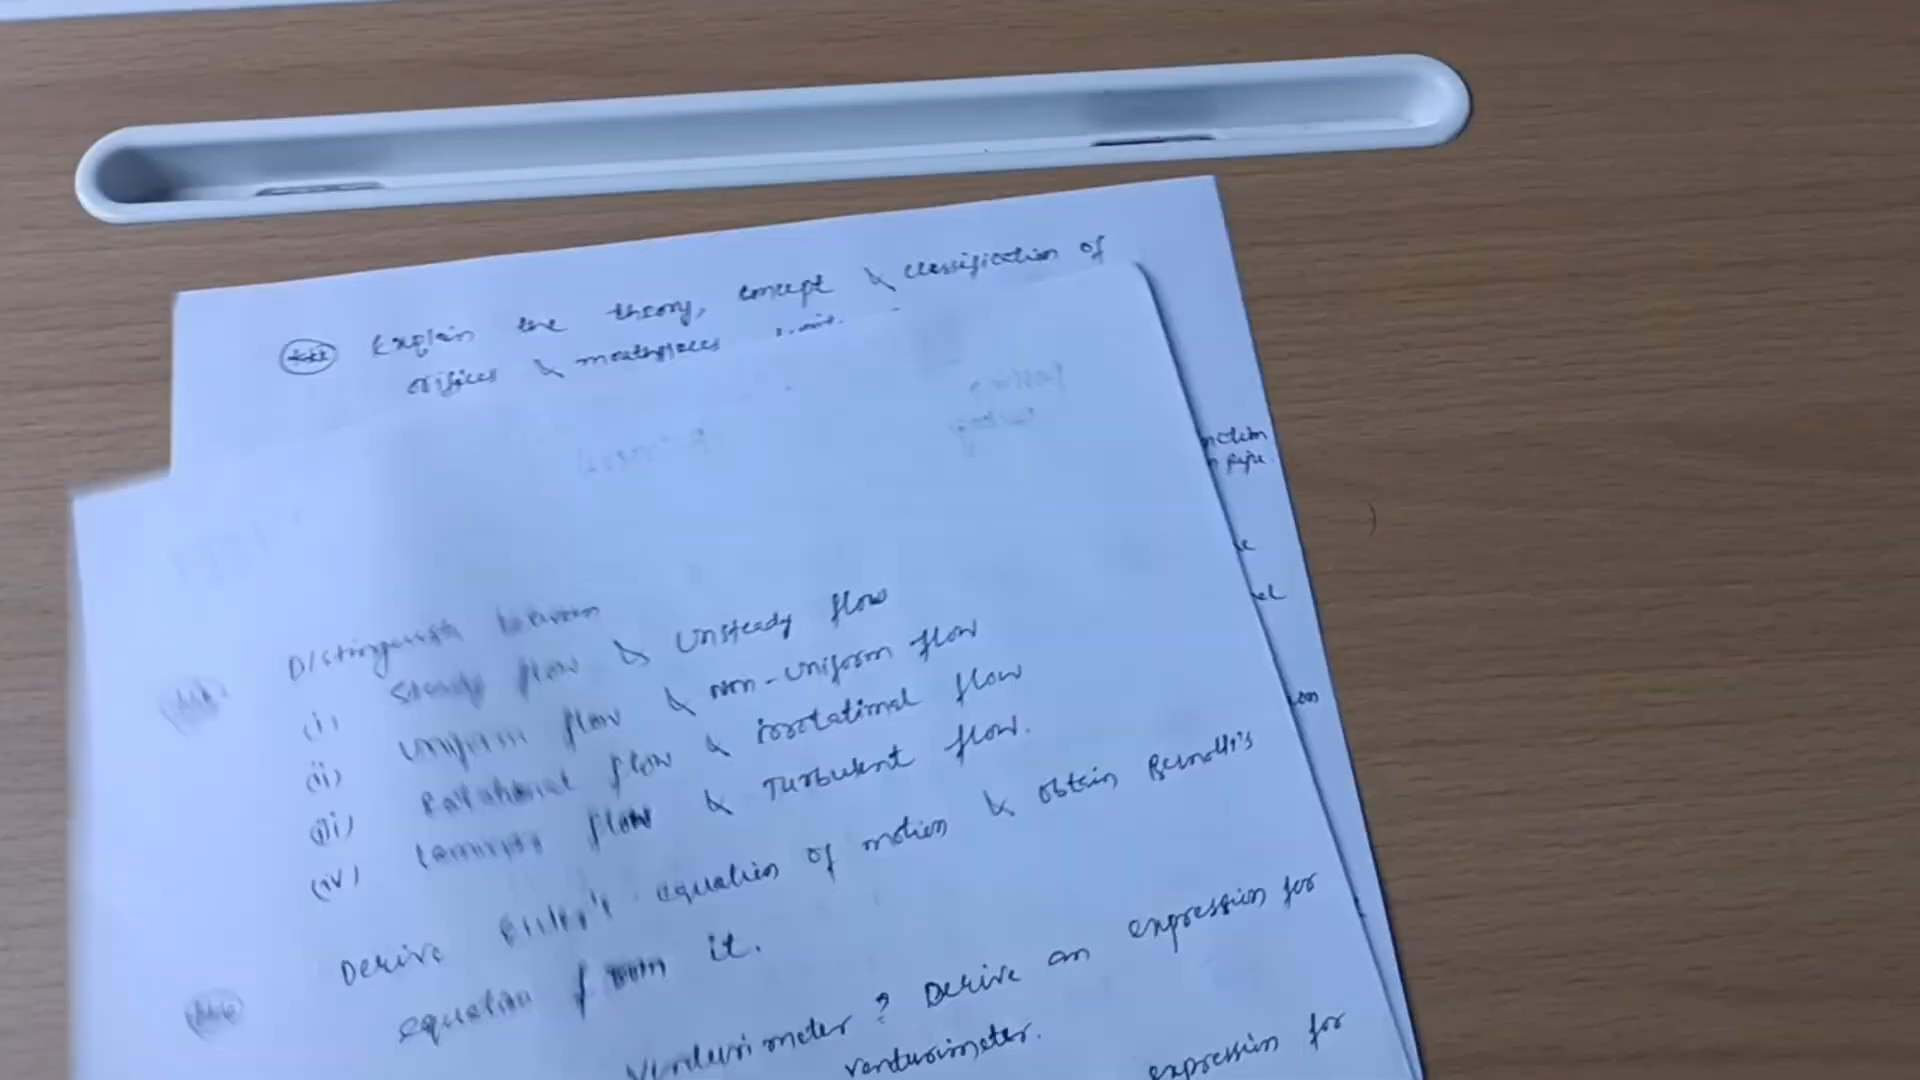 *** Explain the theory, concept & classification of
orifices & mouthpieces
Distinguish between
(i) Steady flow & Unsteady flow
(ii) Uniform flow & non-uniform flow
(iii) Rotational flow & irrotational flow
(iv) Laminar flow & Turbulent flow.
Derive Euler's equation of motion & obtain Bernolli's
equation from it.
Venturimeter? Derive an expression for
venturimeter.
expression for